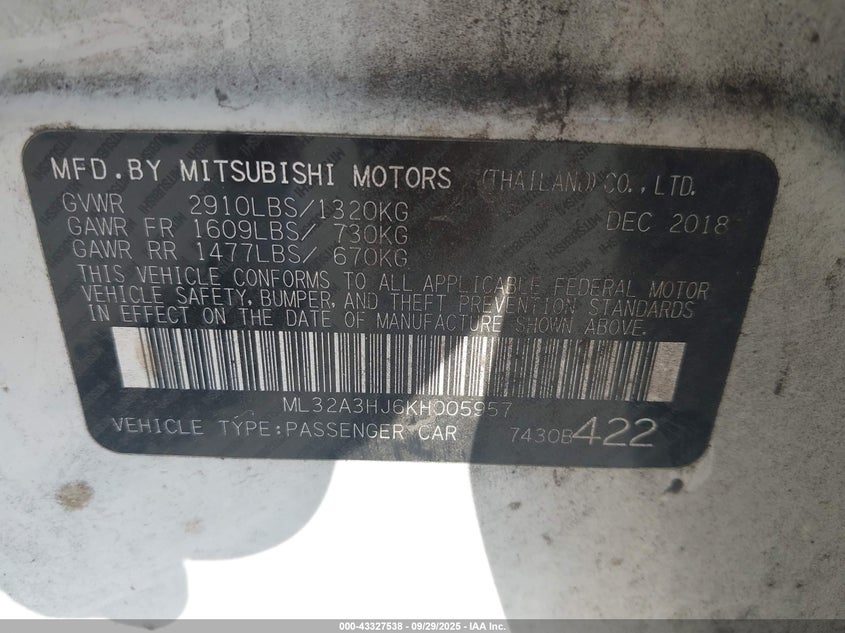 MFD.BY MITSUBISHI MOTORS (THAILAND) CO.,LTD.
GVWR 2910LBS/1320KG DEC 2018
GAWR FR 1609LBS/ 730KG
GAWR RR 1477LBS/ 670KG
THIS VEHICLE CONFORMS TO ALL APPLICABLE FEDERAL MOTOR
VEHICLE SAFETY, BUMPER, AND THEFT PREVENTION STANDARDS
IN EFFECT ON THE DATE OF MANUFACTURE SHOWN ABOVE.
ML32A3HJ6KH005957
VEHICLE TYPE:PASSENGER CAR 7430B422
000-43327538 - 09/29/2025 - IAA Inc.